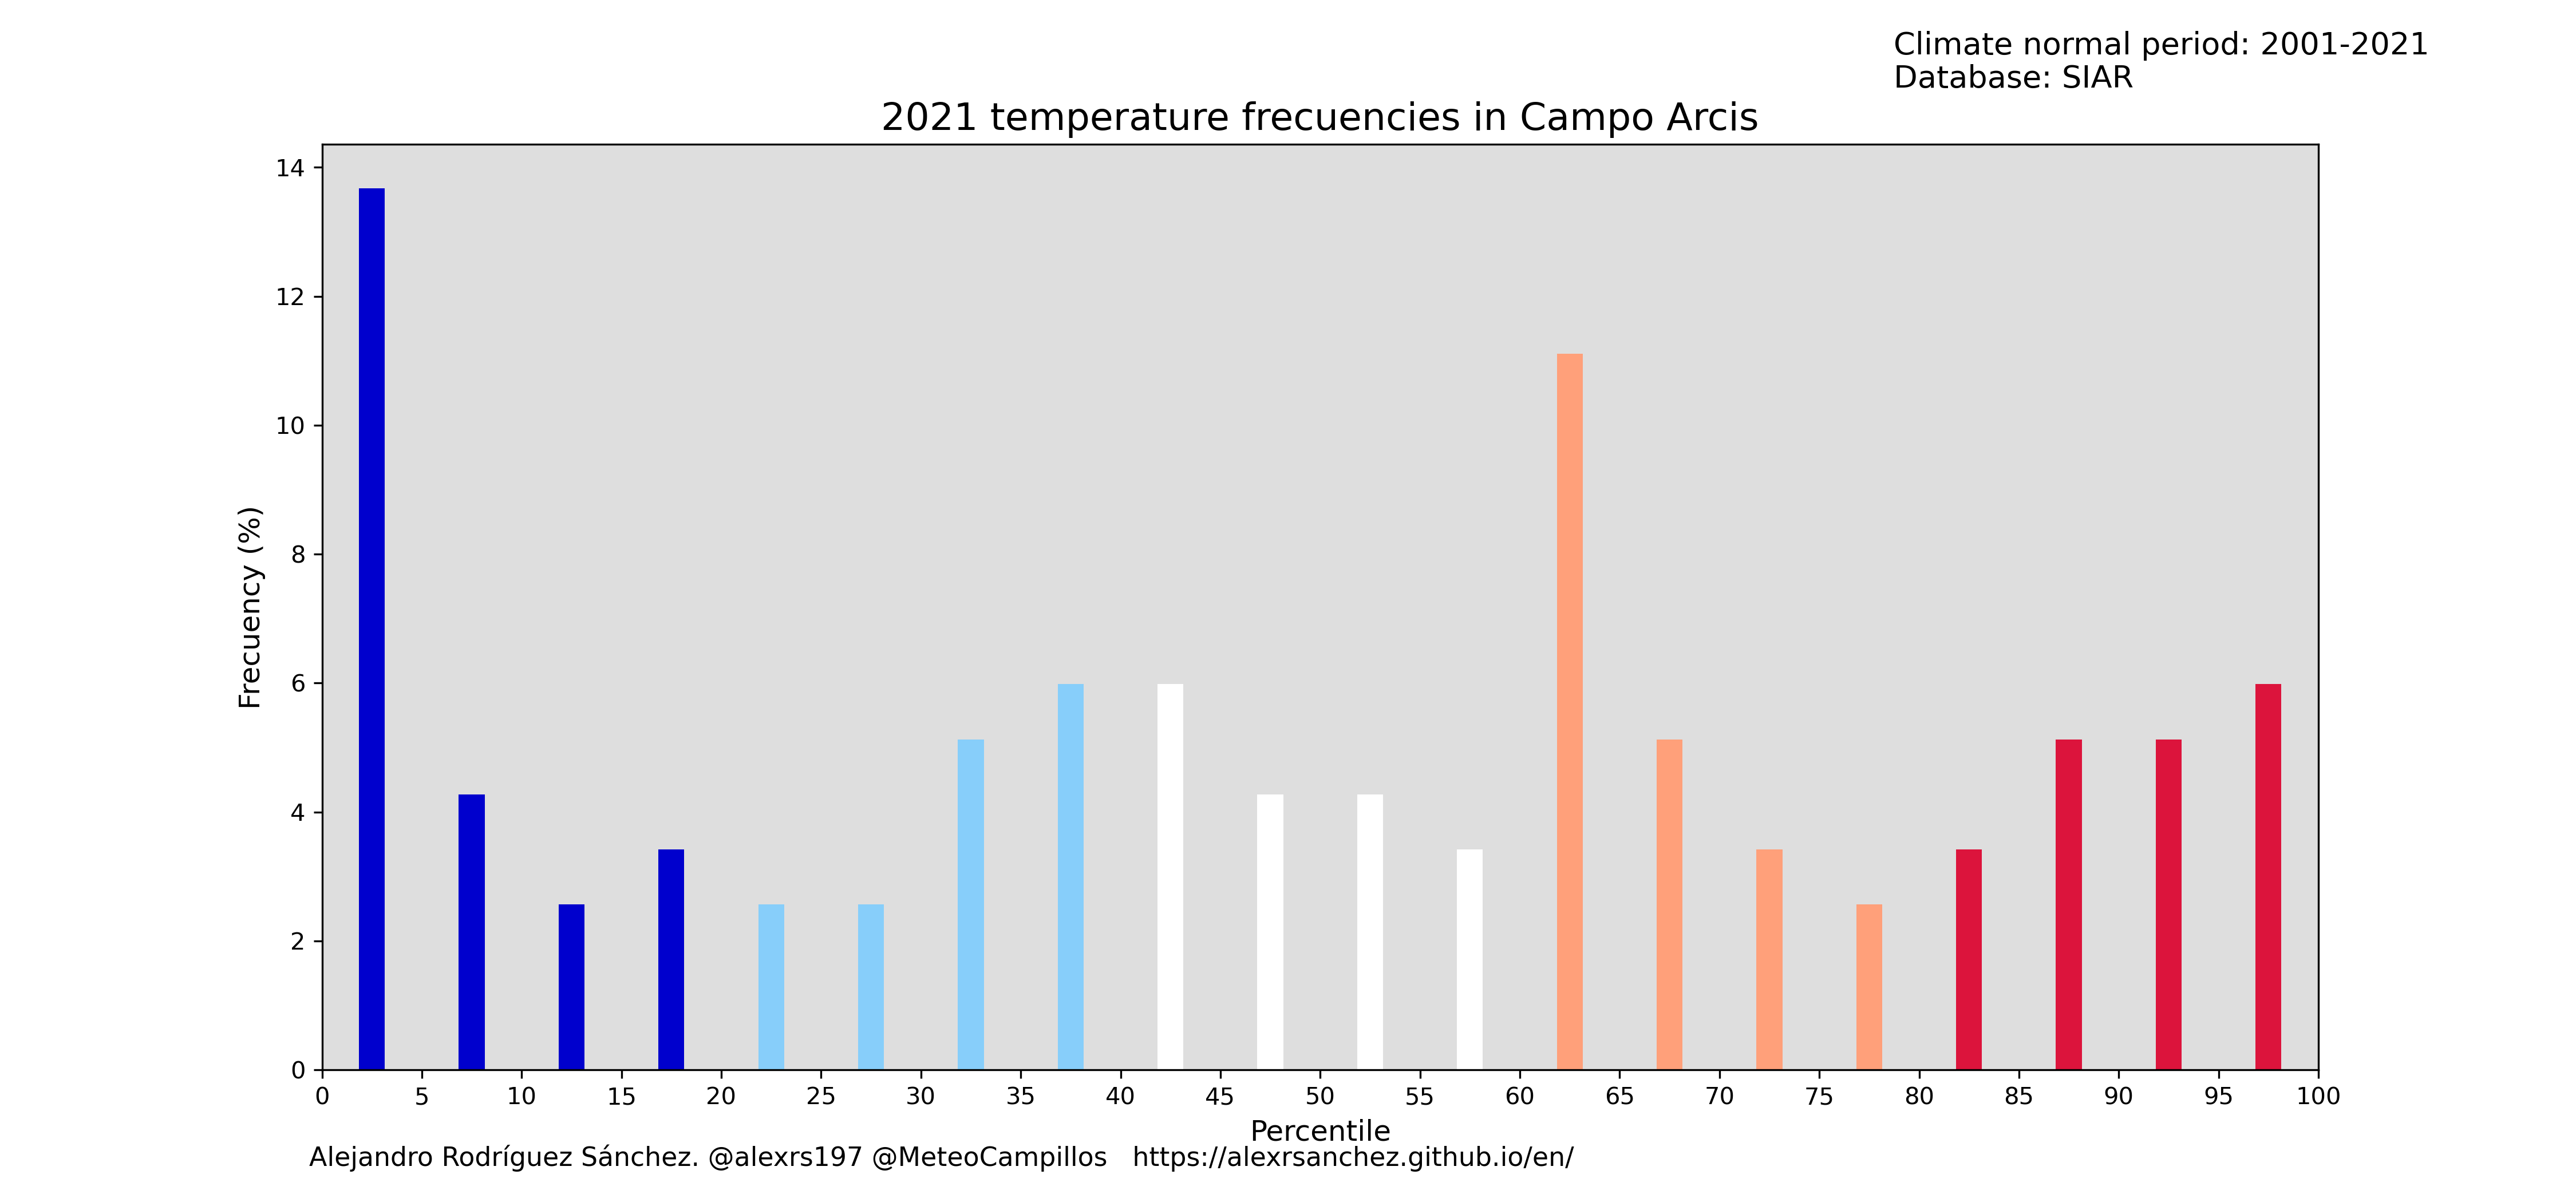 Climate normal period: 2001-2021
Database: SIAR
2021 temperature frecuencies in Campo Arcis
14
12
10
8
6
4
2
0
Frecuency (%)
0 5 10 15 20 25 30 35 40 45 50 55 60 65 70 75 80 85 90 95 100
Percentile
Alejandro Rodríguez Sánchez. @alexrs197 @MeteoCampillos https://alexrsanchez.github.io/en/